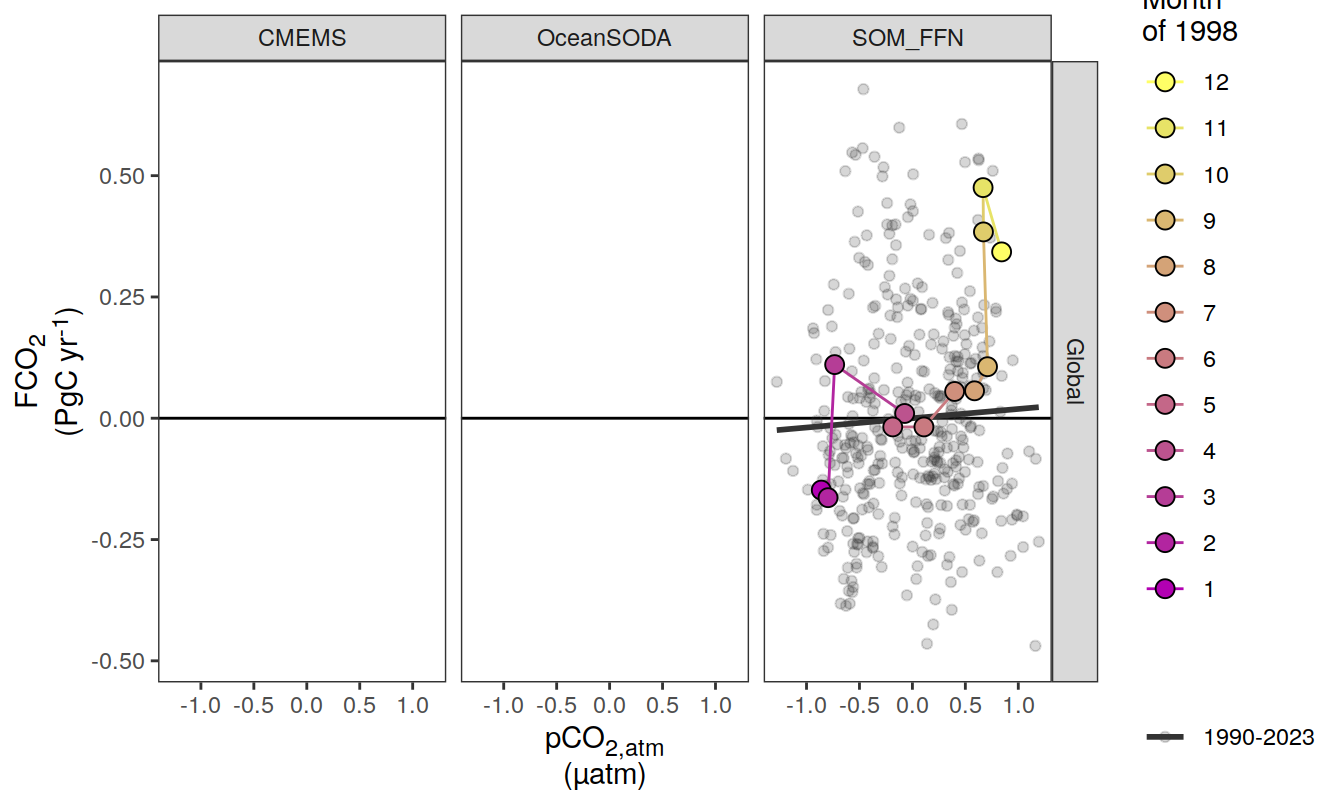 CMEMS
OceanSODA
SOM_FFN
Month
of 1998
12
11
10
9
8
7
6
5
4
3
2
1
1990-2023
Global
FCO₂
(PgC yr⁻¹)
0.50
0.25
0.00
-0.25
-0.50
-1.0 -0.5 0.0 0.5 1.0
-1.0 -0.5 0.0 0.5 1.0
-1.0 -0.5 0.0 0.5 1.0
pCO₂,atm
(µatm)